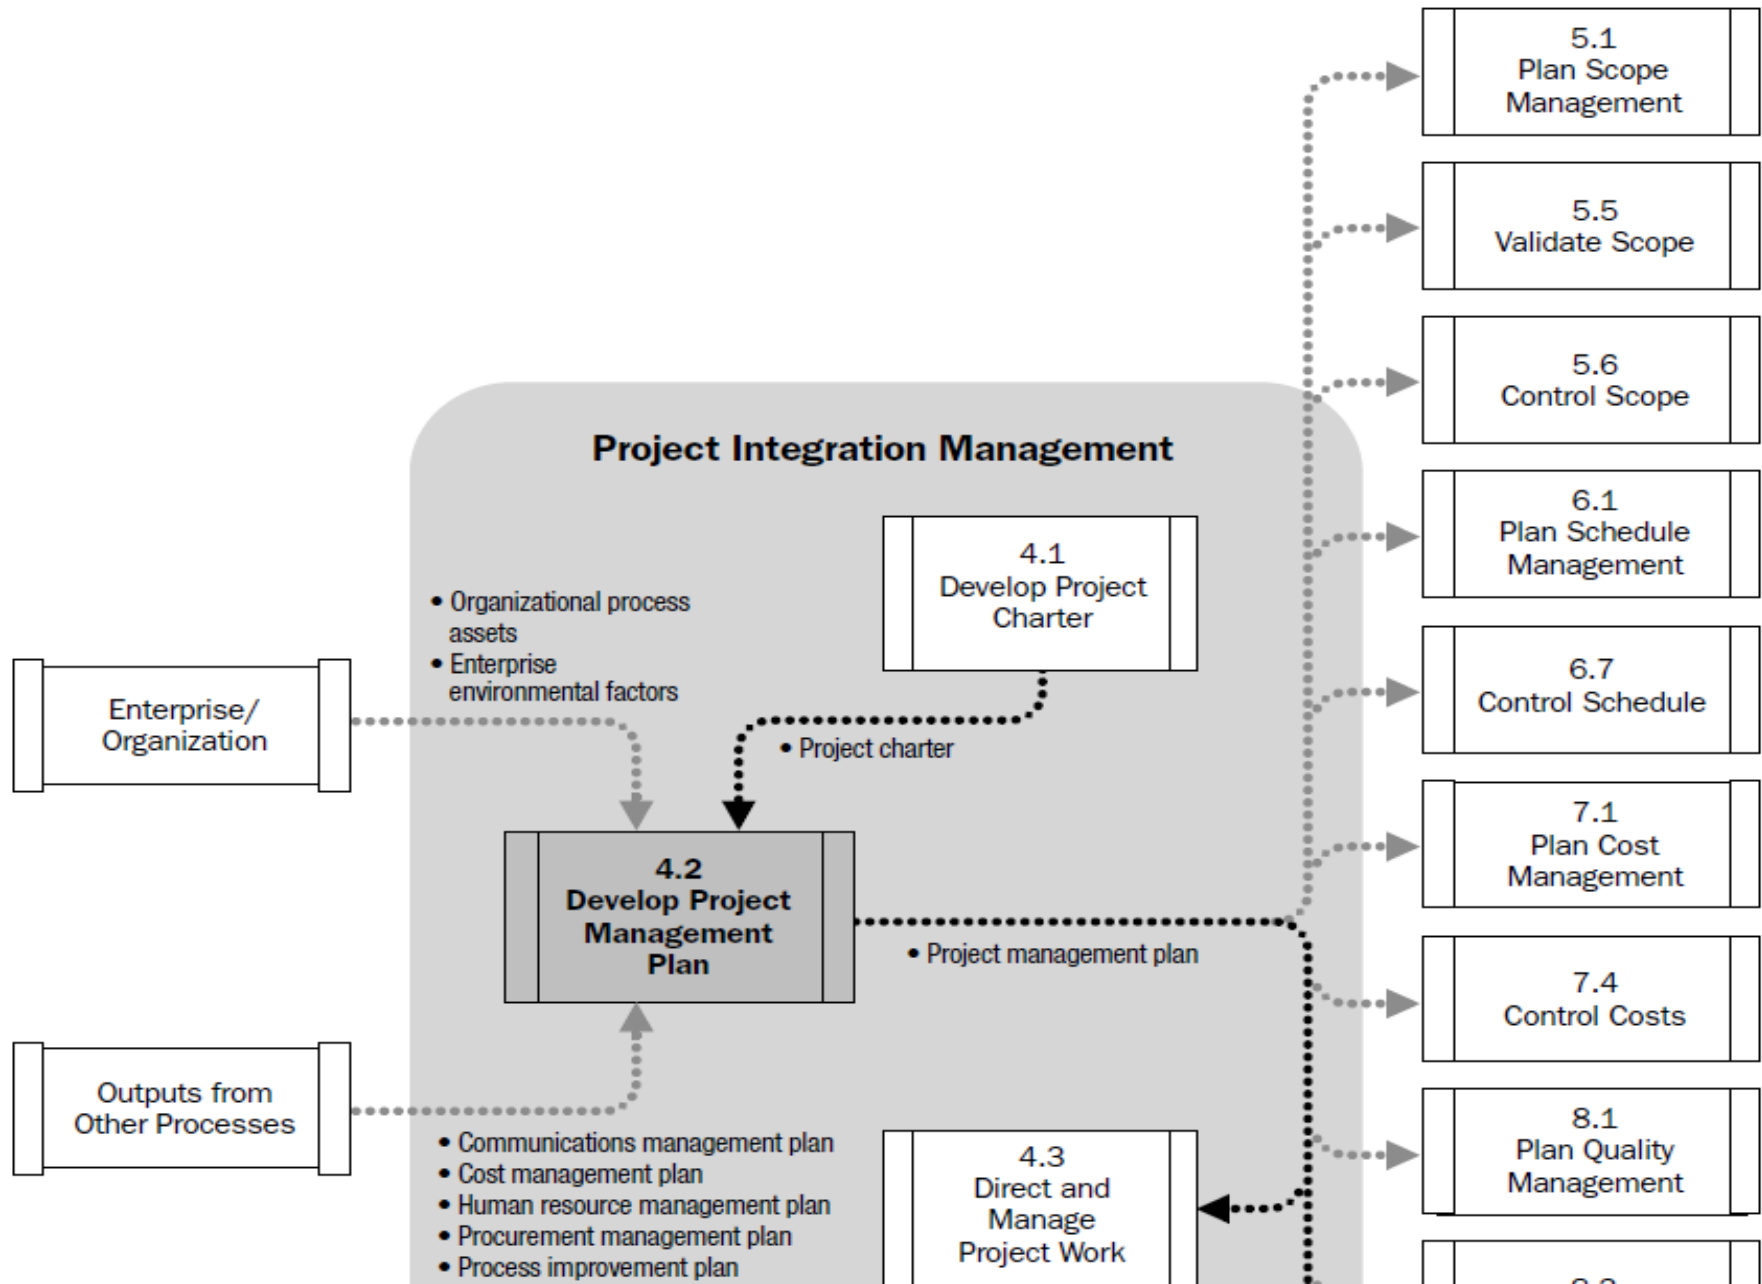 5.1
Plan Scope
Management
5.5
Validate Scope
5.6
Control Scope
Project Integration Management
6.1
Plan Schedule
Management
4.1
Develop Project
Charter
• Organizational process
assets
• Enterprise
environmental factors
6.7
Control Schedule
Enterprise/
Organization
• Project charter
7.1
Plan Cost
Management
4.2
Develop Project
Management
Plan
• Project management plan
7.4
Control Costs
Outputs from
Other Processes
8.1
Plan Quality
Management
• Communications management plan
• Cost management plan
• Human resource management plan
• Procurement management plan
• Process improvement plan
4.3
Direct and
Manage
Project Work